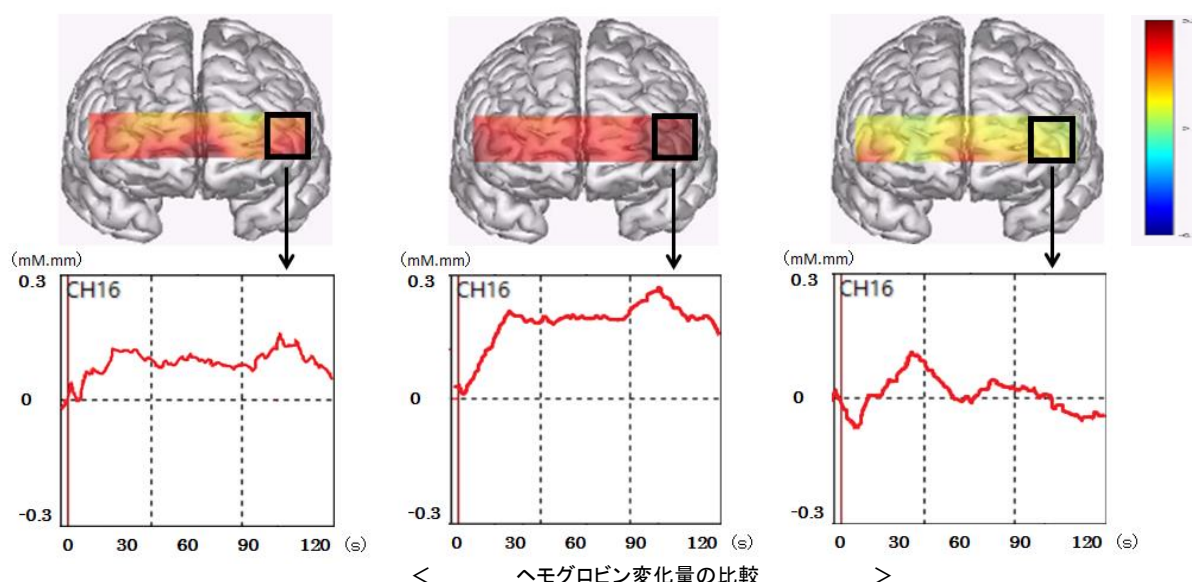 (mM.mm) (mM.mm) (mM.mm)
0.3 0.3 0.3
CH16 CH16 CH16
0 0 0
-0.3 -0.3 -0.3
0 30 60 90 120 (s) 0 30 60 90 120 (s) 0 30 60 90 120 (s)
< ヘモグロビン変化量の比較 >